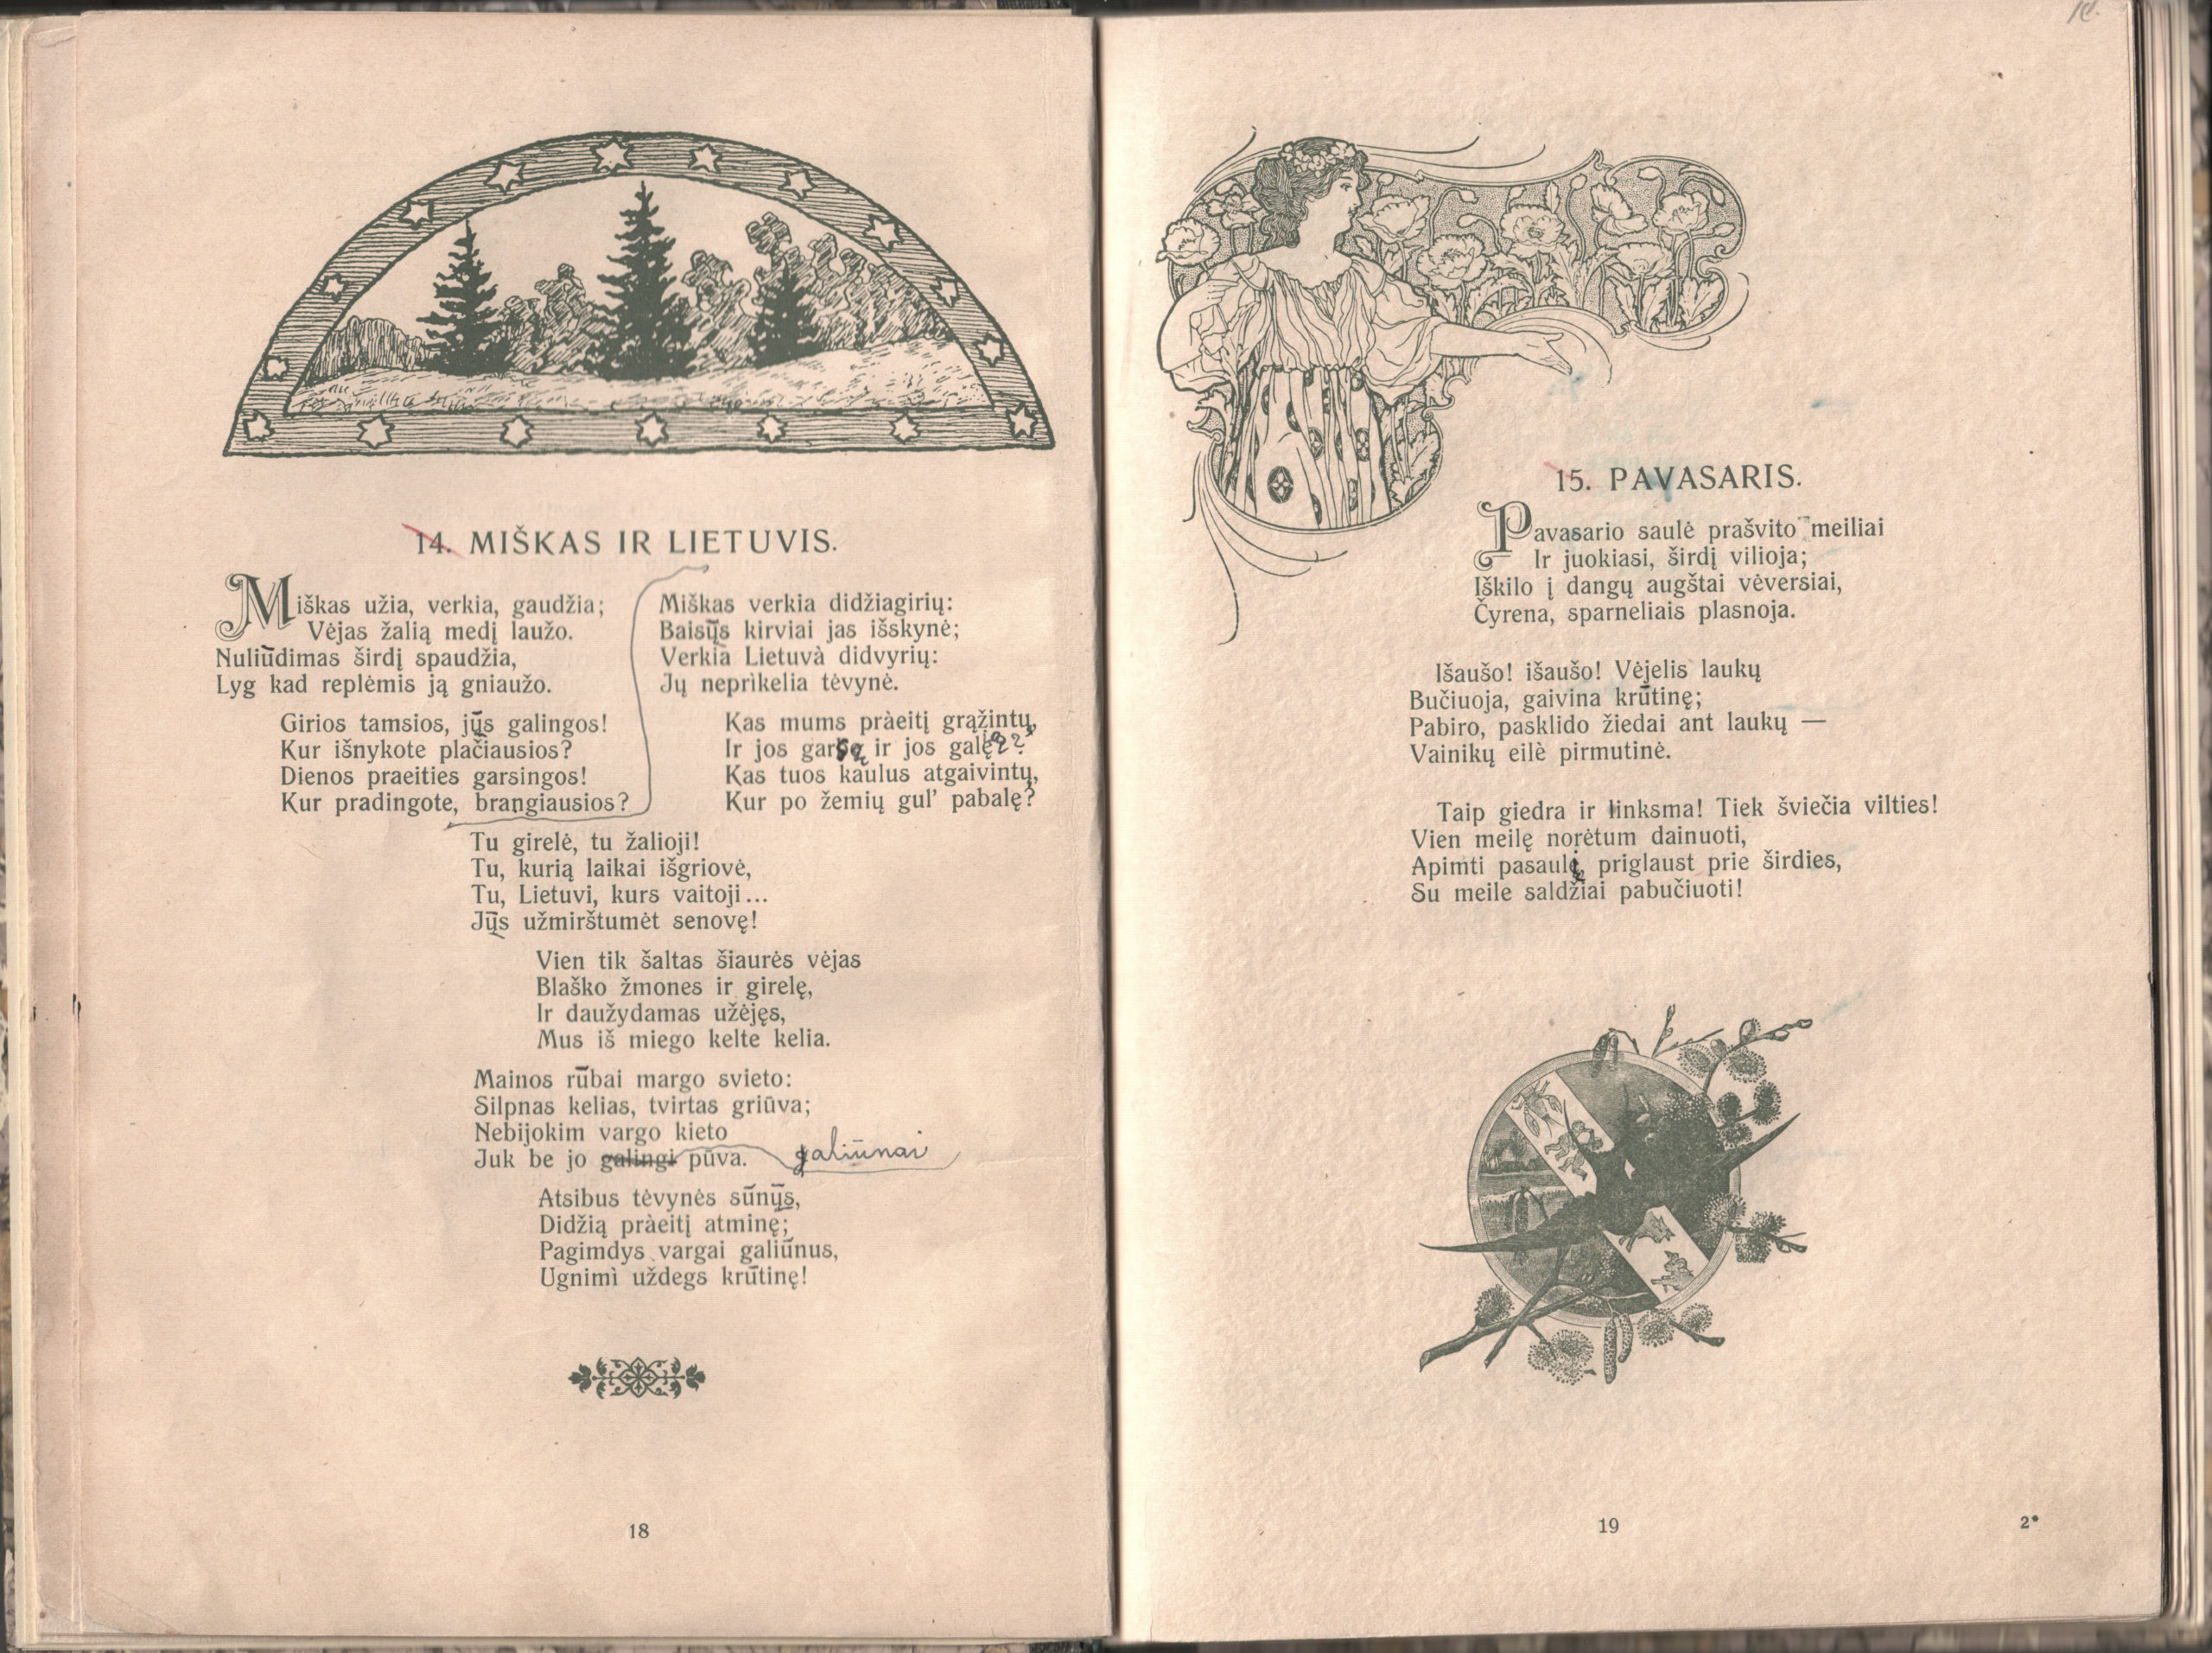 14. MIŠKAS IR LIETUVIS.
Miškas užia, verkia, gaudžia;
Vėjas žalią medį laužo.
Nuliūdimas širdį spaudžia,
Lyg kad replėmis ją gniaužo.
Girios tamsios, jųs galingos!
Kur išnykote plačiausios?
Dienos praeities garsingos!
Kur pradingote, brangiausios?
Miškas verkia didžiagirių:
Baisųs kirviai jas išskynė;
Verkia Lietuvà didvyrių:
Jų neprìkelia tėvynė.
Kas mums pràeitį grąžintų,
Ir jos garsą ir jos galę?
Kas tuos kaulus atgaivintų,
Kur po žemių gul’ pabalę?
Tu girelė, tu žalioji!
Tu, kurią laikai išgriovė,
Tu, Lietuvi, kurs vaitoji...
Jųs užmirštumėt senovę!
Vien tik šaltas šiaurės vėjas
Blaško žmones ir girelę,
Ir daužydamas užėjęs,
Mus iš miego kelte kelia.
Mainos rūbai margo svieto:
Silpnas kelias, tvirtas griūva;
Nebijokim vargo kieto
Juk be jo galingi pūva. galiūnai
Atsibus tėvynės sūnųs,
Didžią pràeitį atminę;
Pagimdys vargai galiūnus,
Ugnimì uždegs krūtinę!
18
15. PAVASARIS.
Pavasario saulė prašvito meiliai
Ir juokiasi, širdį vilioja;
Iškilo į dangų augštai vėversiai,
Čyrena, sparneliais plasnoja.
Išaušo! išaušo! Vėjelis laukų
Bučiuoja, gaivina krūtinę;
Pabiro, pasklido žiedai ant laukų —
Vainikų eilė pirmutinė.
Taip giedra ir linksma! Tiek šviečia vilties!
Vien meilę norėtum dainuoti,
Apimti pasaulį, priglaust prie širdies,
Su meile saldžiai pabučiuoti!
19
2*